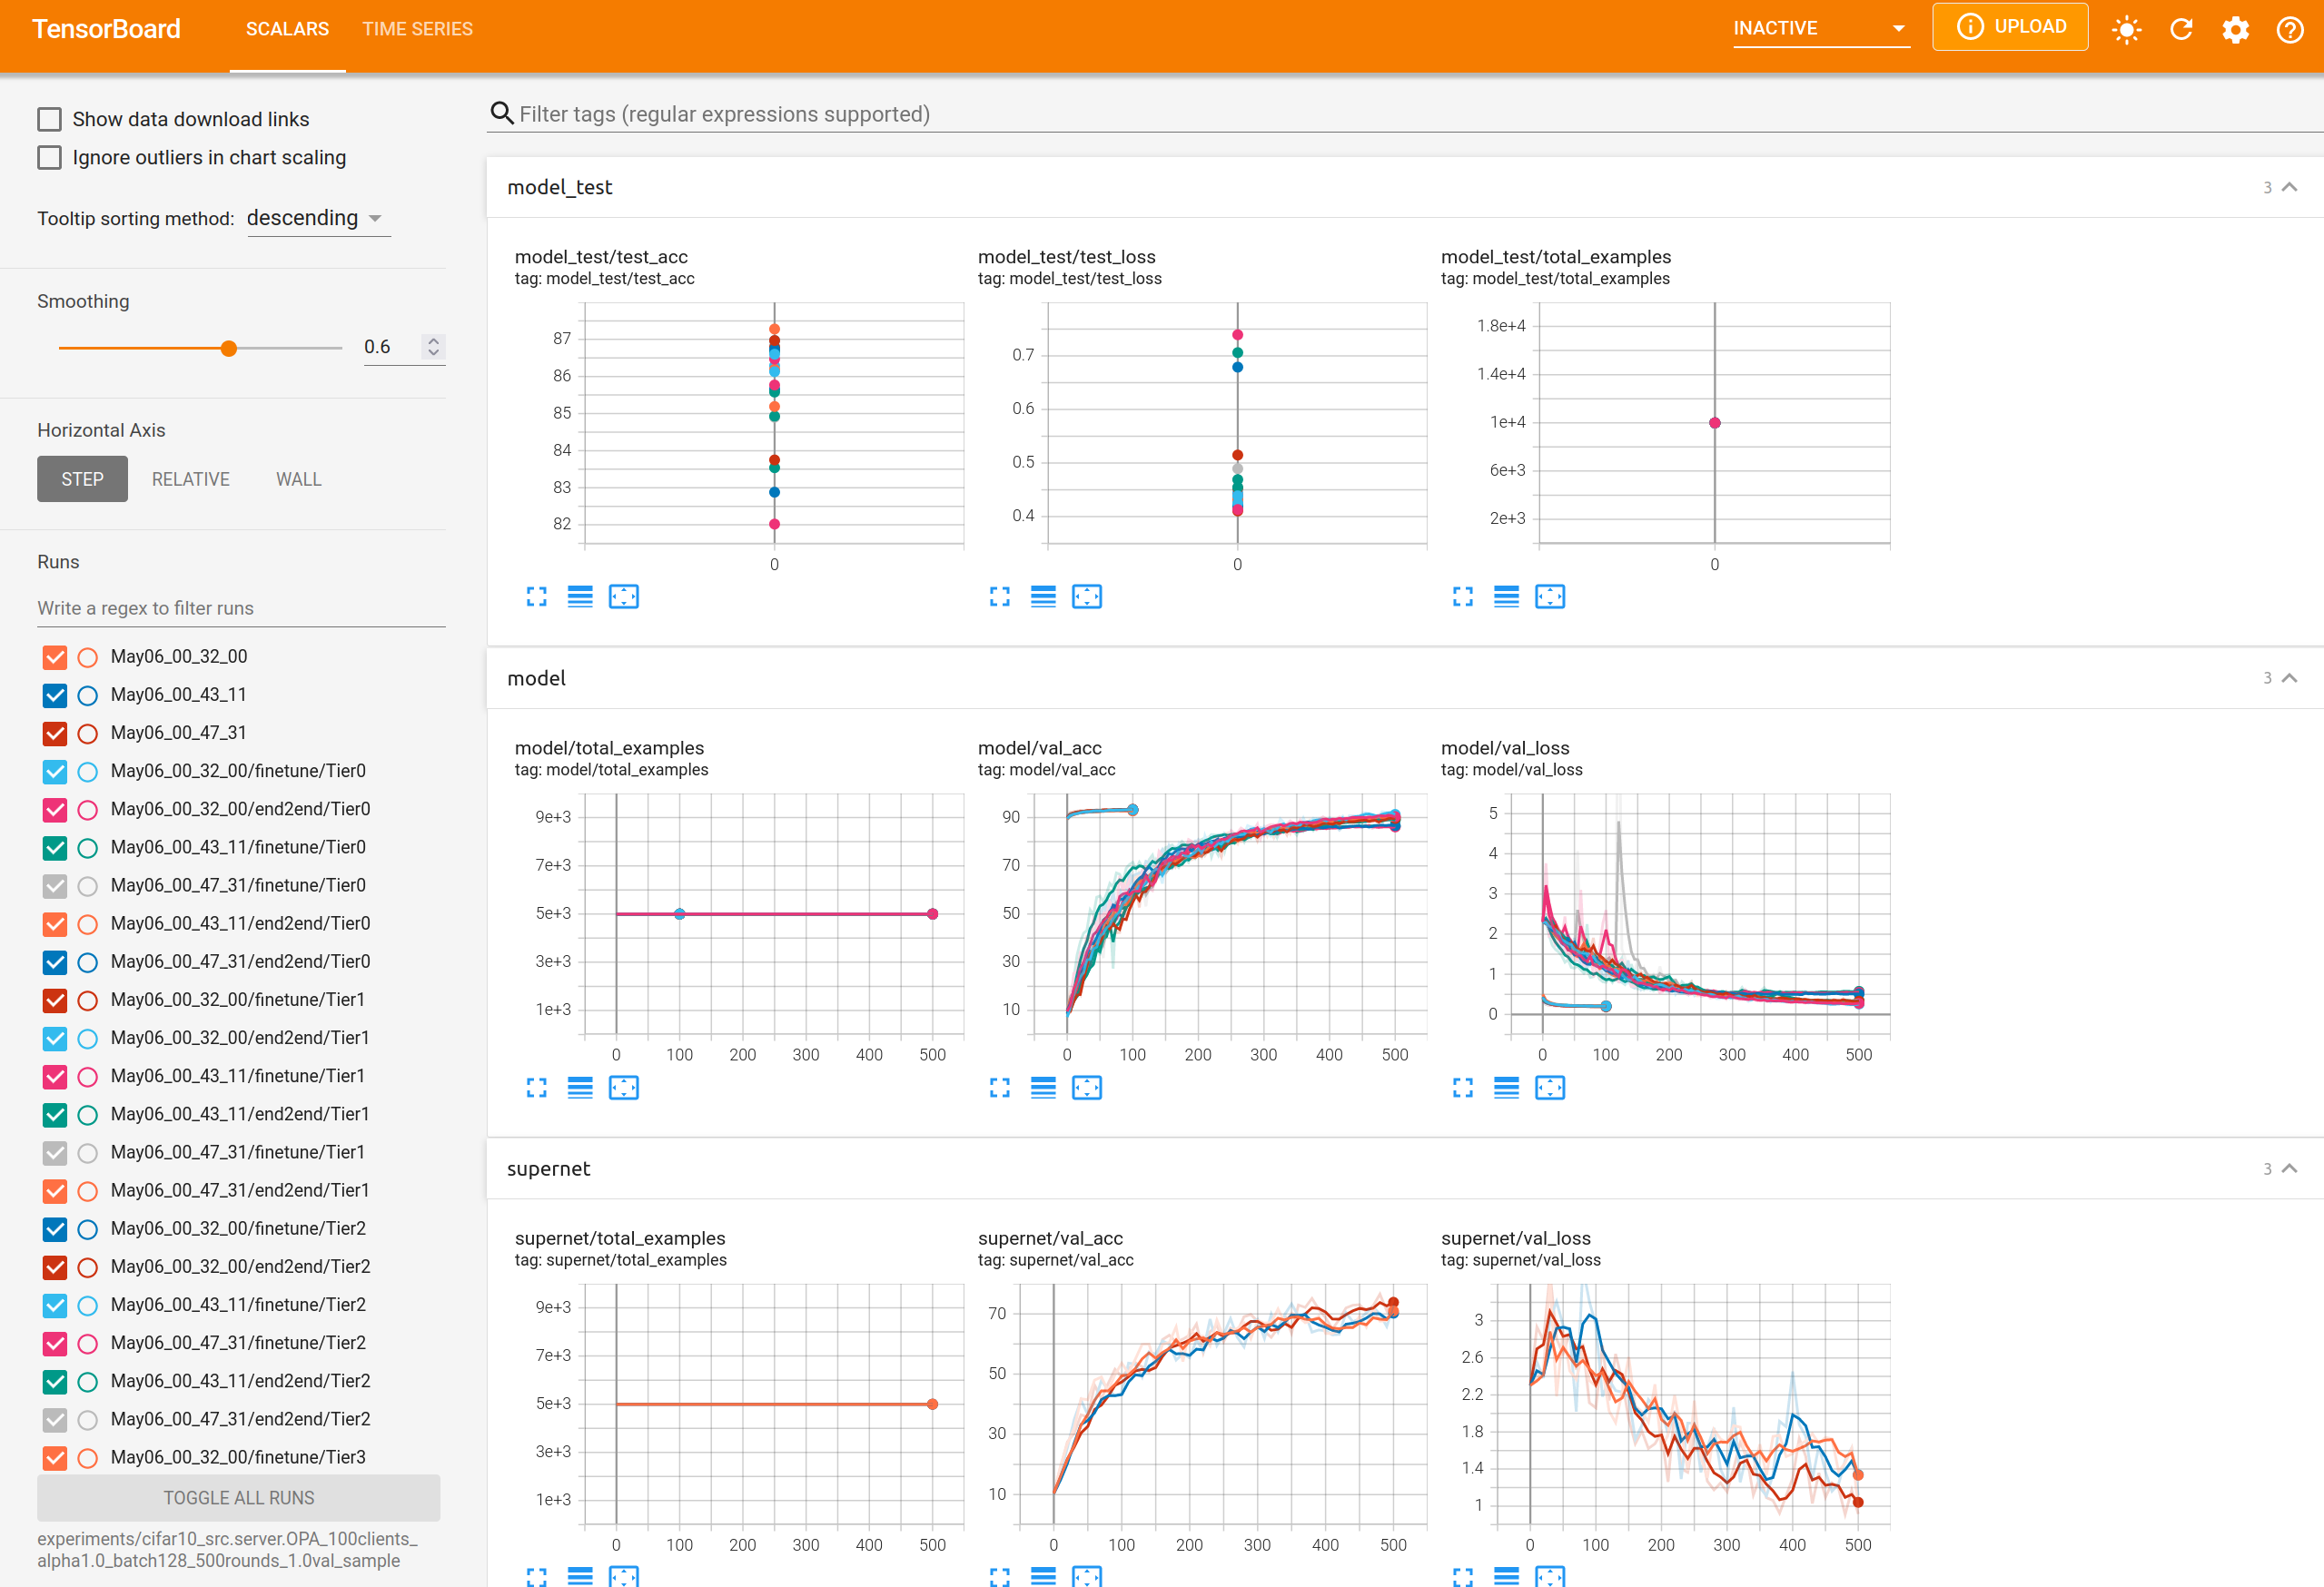 TensorBoard SCALARS TIME SERIES INACTIVE UPLOAD
Show data download links
Ignore outliers in chart scaling
Tooltip sorting method: descending
Smoothing
0.6
Horizontal Axis
STEP RELATIVE WALL
Runs
Write a regex to filter runs
May06_00_32_00
May06_00_43_11
May06_00_47_31
May06_00_32_00/finetune/Tier0
May06_00_32_00/end2end/Tier0
May06_00_43_11/finetune/Tier0
May06_00_47_31/finetune/Tier0
May06_00_43_11/end2end/Tier0
May06_00_47_31/end2end/Tier0
May06_00_32_00/finetune/Tier1
May06_00_32_00/end2end/Tier1
May06_00_43_11/finetune/Tier1
May06_00_43_11/end2end/Tier1
May06_00_47_31/finetune/Tier1
May06_00_47_31/end2end/Tier1
May06_00_32_00/finetune/Tier2
May06_00_32_00/end2end/Tier2
May06_00_43_11/finetune/Tier2
May06_00_47_31/finetune/Tier2
May06_00_43_11/end2end/Tier2
May06_00_47_31/end2end/Tier2
May06_00_32_00/finetune/Tier3
TOGGLE ALL RUNS
experiments/cifar10_src.server.OPA_100clients_
alpha1.0_batch128_500rounds_1.0val_sample
Filter tags (regular expressions supported)
model_test 3
model_test/test_acc
tag: model_test/test_acc
87
86
85
84
83
82
0
model_test/test_loss
tag: model_test/test_loss
0.7
0.6
0.5
0.4
0
model_test/total_examples
tag: model_test/total_examples
1.8e+4
1.4e+4
1e+4
6e+3
2e+3
0
model 3
model/total_examples
tag: model/total_examples
9e+3
7e+3
5e+3
3e+3
1e+3
0 100 200 300 400 500
model/val_acc
tag: model/val_acc
90
70
50
30
10
0 100 200 300 400 500
model/val_loss
tag: model/val_loss
5
4
3
2
1
0
0 100 200 300 400 500
supernet 3
supernet/total_examples
tag: supernet/total_examples
9e+3
7e+3
5e+3
3e+3
1e+3
0 100 200 300 400 500
supernet/val_acc
tag: supernet/val_acc
70
50
30
10
0 100 200 300 400 500
supernet/val_loss
tag: supernet/val_loss
3
2.6
2.2
1.8
1.4
1
0 100 200 300 400 500